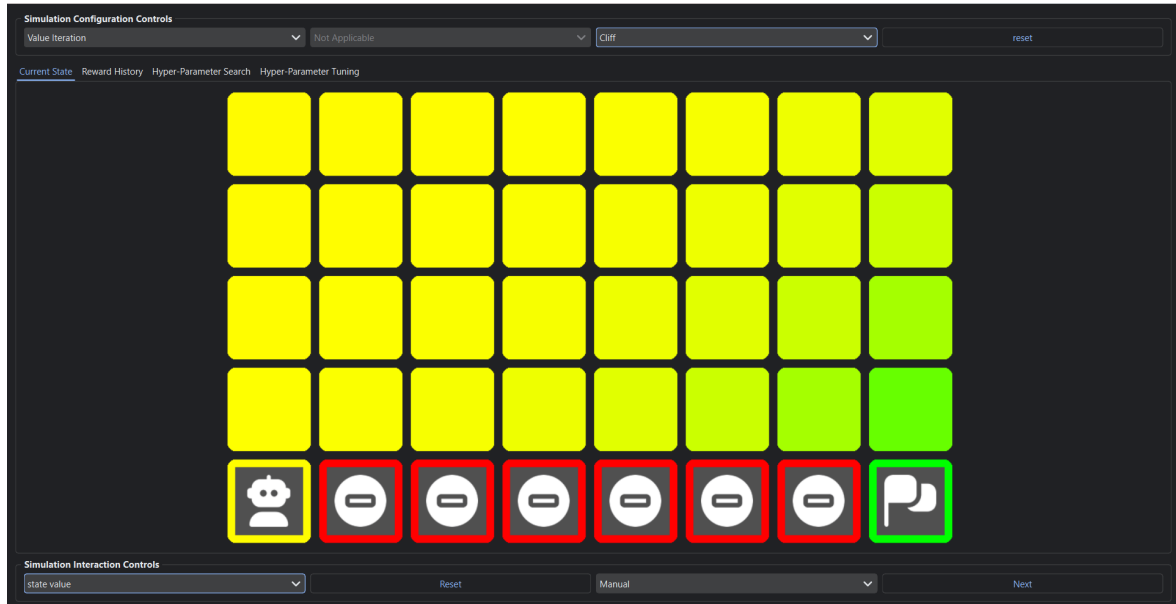 Simulation Configuration Controls
Value Iteration
Not Applicable
Cliff
reset
Current State Reward History Hyper-Parameter Search Hyper-Parameter Tuning
Simulation Interaction Controls
state value
Reset
Manual
Next